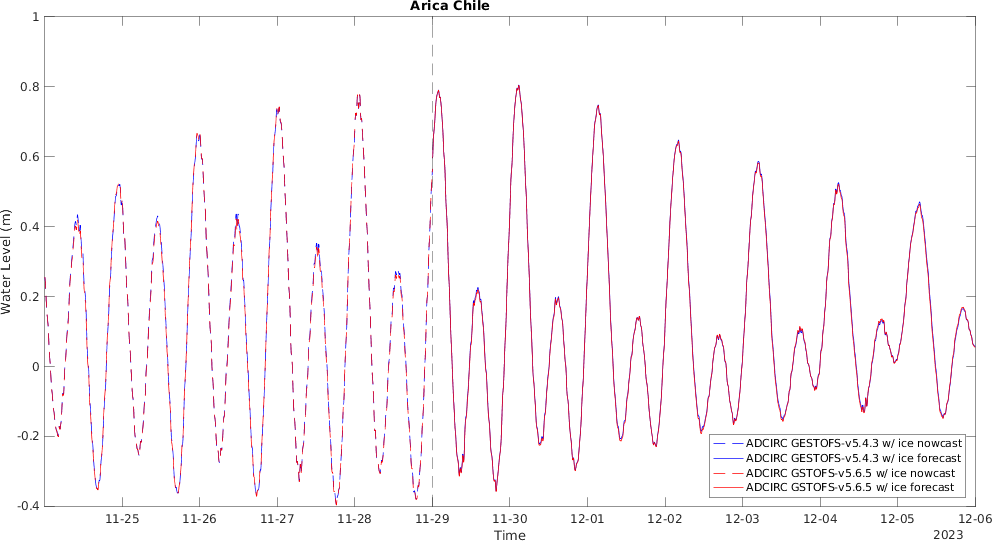 Arica Chile
1
0.8
0.6
0.4
0.2
0
-0.2
-0.4
Water Level (m)
11-25 11-26 11-27 11-28 11-29 11-30 12-01 12-02 12-03 12-04 12-05 12-06
Time
2023
ADCIRC GESTOFS-v5.4.3 w/ ice nowcast
ADCIRC GESTOFS-v5.4.3 w/ ice forecast
ADCIRC GSTOFS-v5.6.5 w/ ice nowcast
ADCIRC GSTOFS-v5.6.5 w/ ice forecast